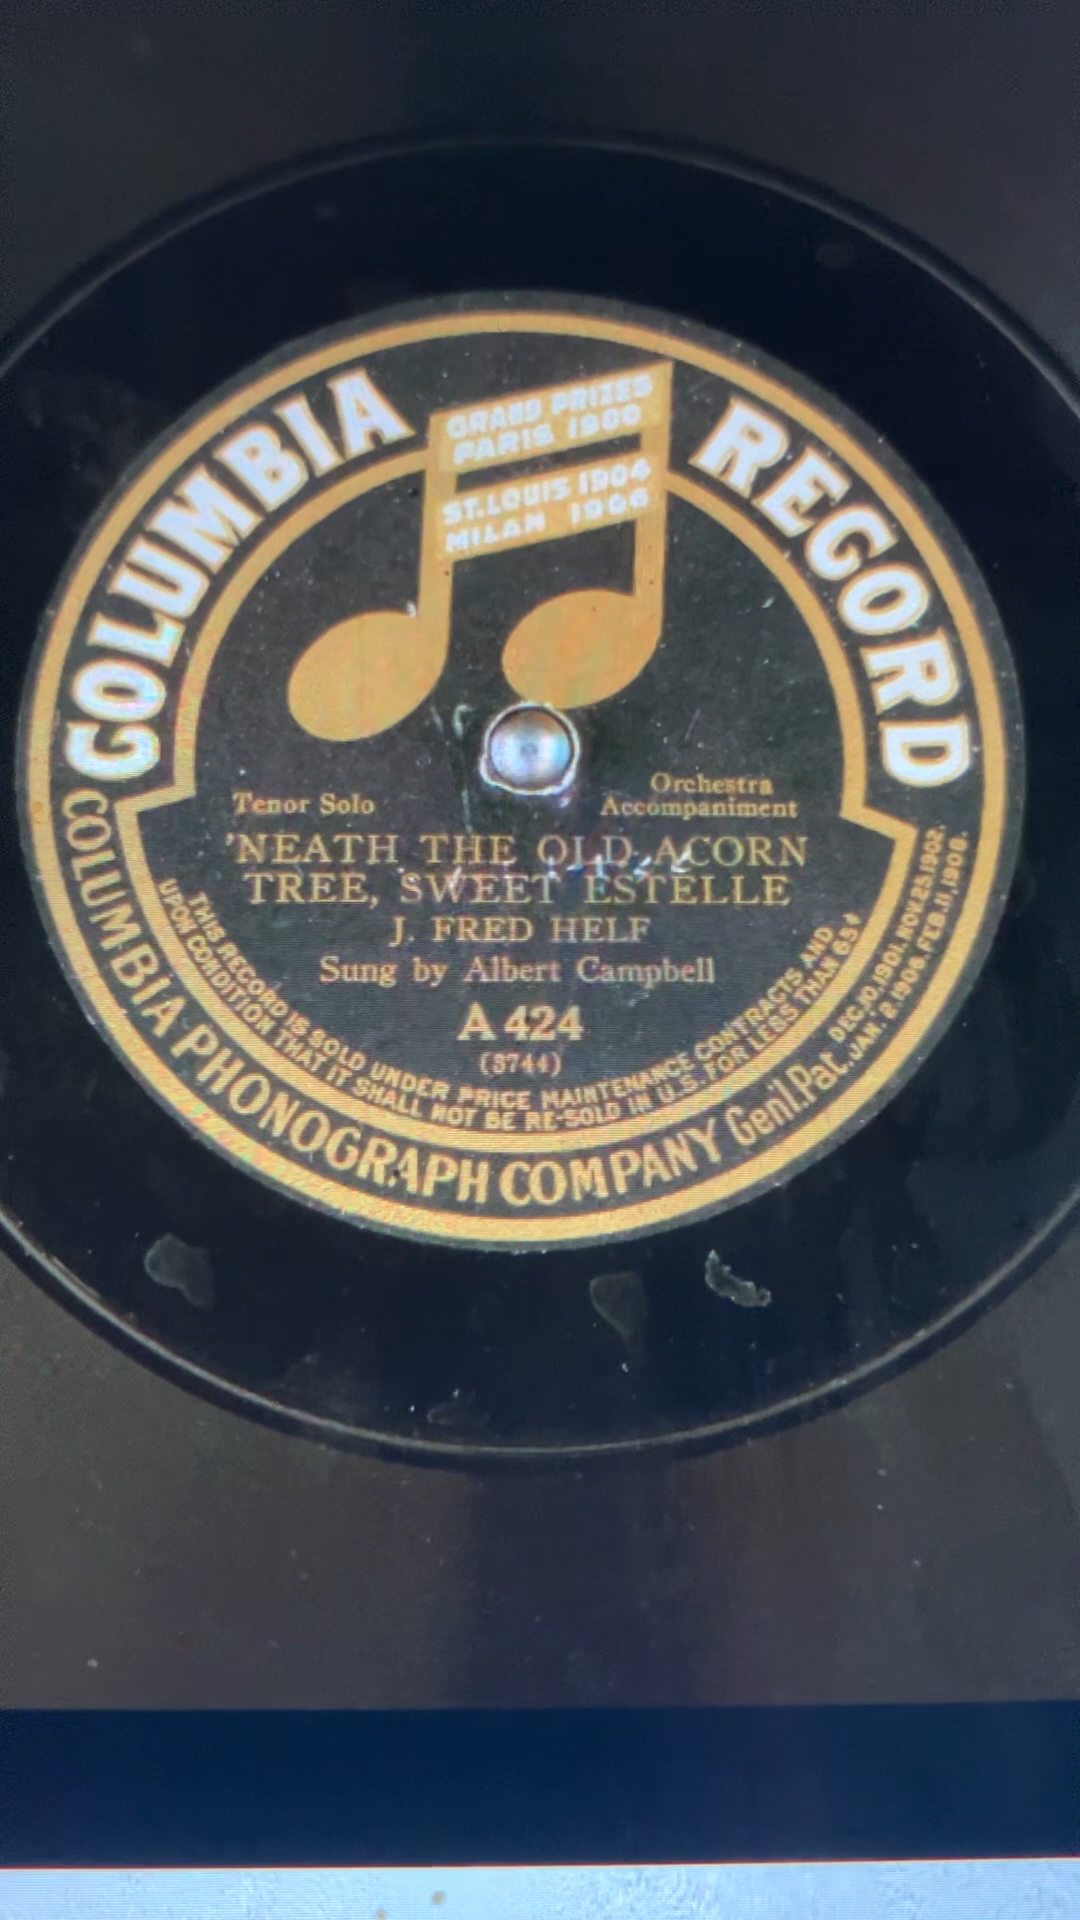 COLUMBIA RECORD
GRAND PRIZES
PARIS 1900
ST. LOUIS 1904
MILAN 1906
Tenor Solo
Orchestra
Accompaniment
'NEATH THE OLD ACORN
TREE, SWEET ESTELLE
J. FRED HELF
Sung by Albert Campbell
A 424
(3744)
THIS RECORD IS SOLD UNDER PRICE MAINTENANCE CONTRACTS AND
UPON CONDITION THAT IT SHALL NOT BE RE-SOLD IN U.S. FOR LESS THAN 65¢
COLUMBIA PHONOGRAPH COMPANY Genl. Pat.
DEC. 10, 1901. NOV. 25, 1902.
JAN. 2, 1906. FEB. 11, 1908.